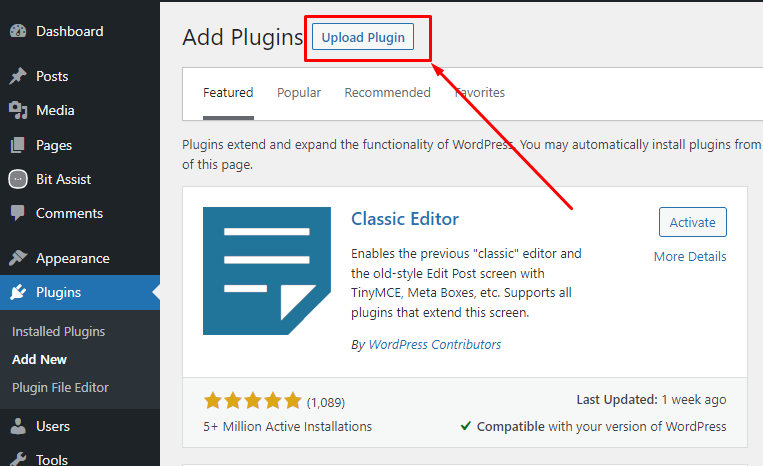 Dashboard
Posts
Media
Pages
Bit Assist
Comments
Appearance
Plugins
Installed Plugins
Add New
Plugin File Editor
Users
Tools
Add Plugins
Upload Plugin
Featured
Popular
Recommended
Favorites
Plugins extend and expand the functionality of WordPress. You may automatically install plugins from
of this page.
Classic Editor
Activate
More Details
Enables the previous "classic" editor and
the old-style Edit Post screen with
TinyMCE, Meta Boxes, etc. Supports all
plugins that extend this screen.
By WordPress Contributors
(1,089)
5+ Million Active Installations
Last Updated: 1 week ago
Compatible with your version of WordPress